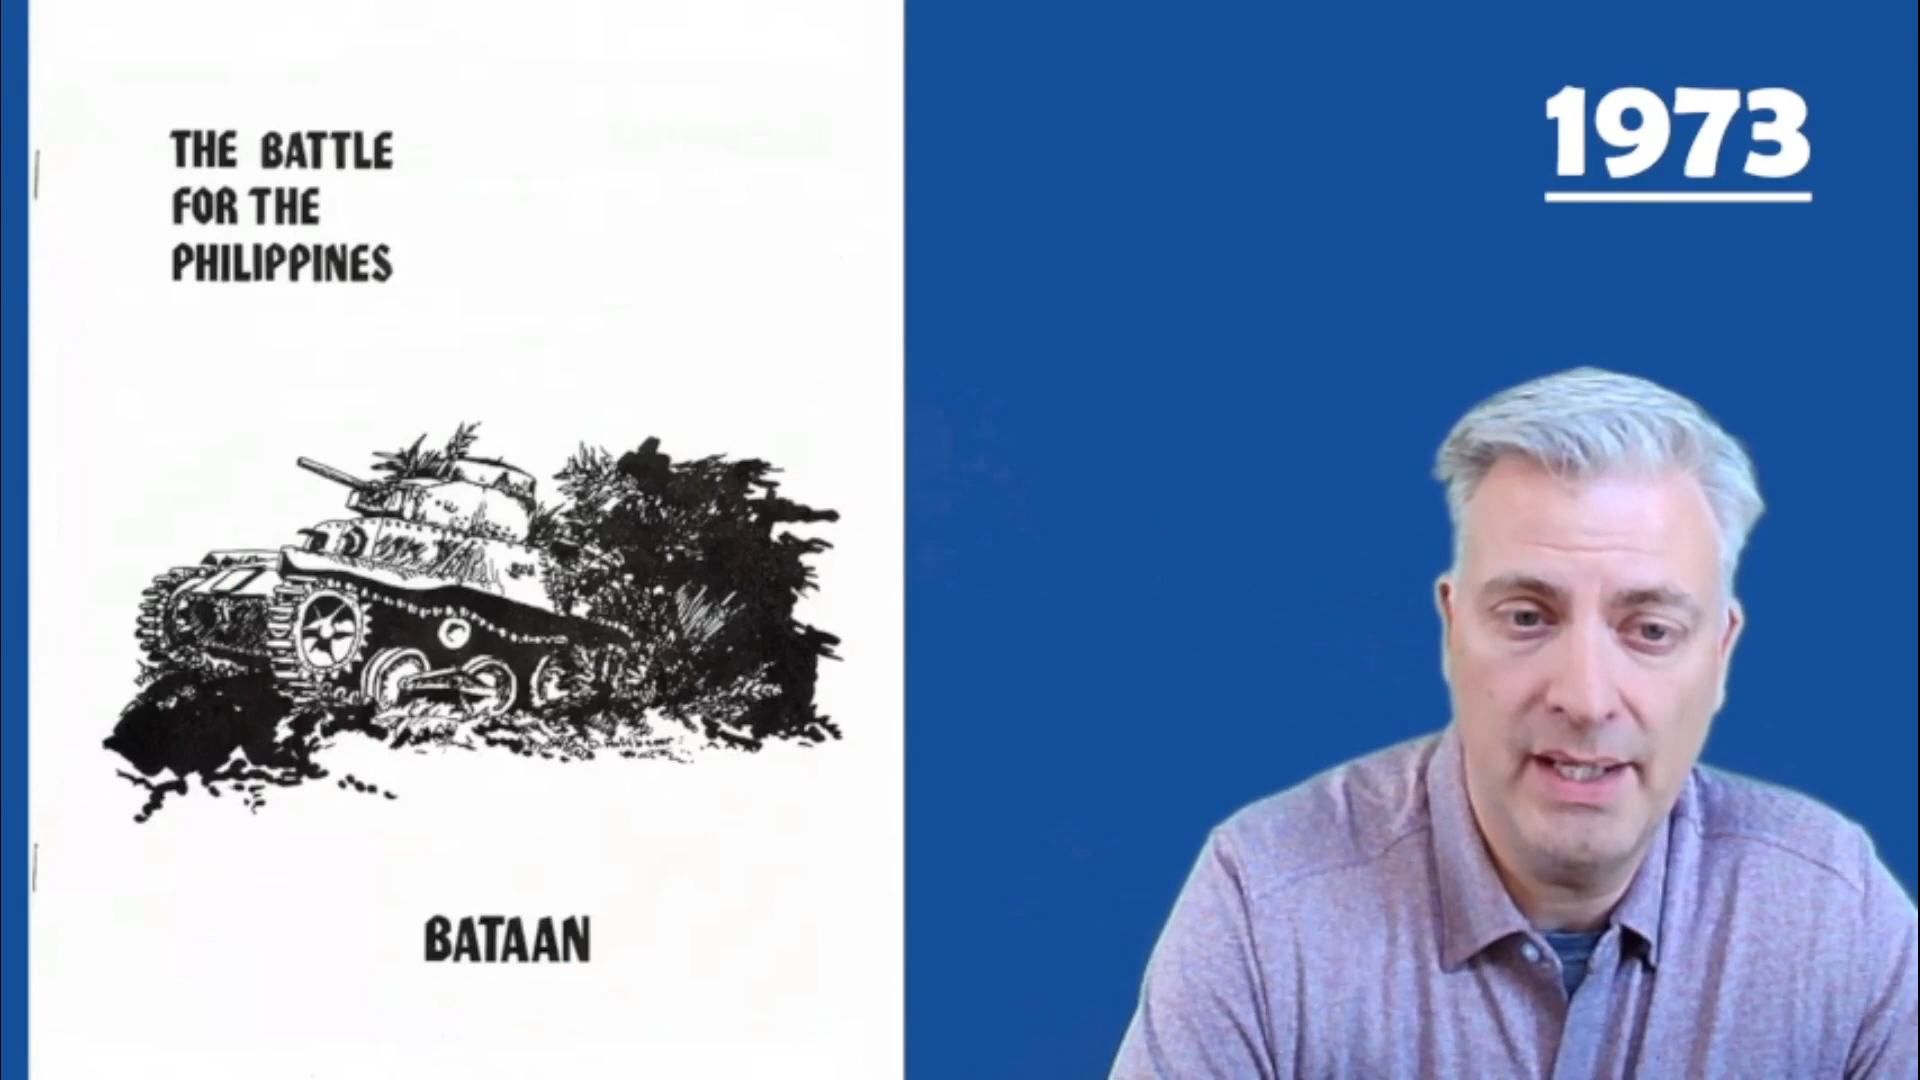 THE BATTLE
FOR THE
PHILIPPINES
BATAAN
1973